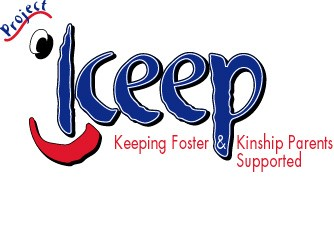 Project
keep
Keeping Foster & Kinship Parents
Supported